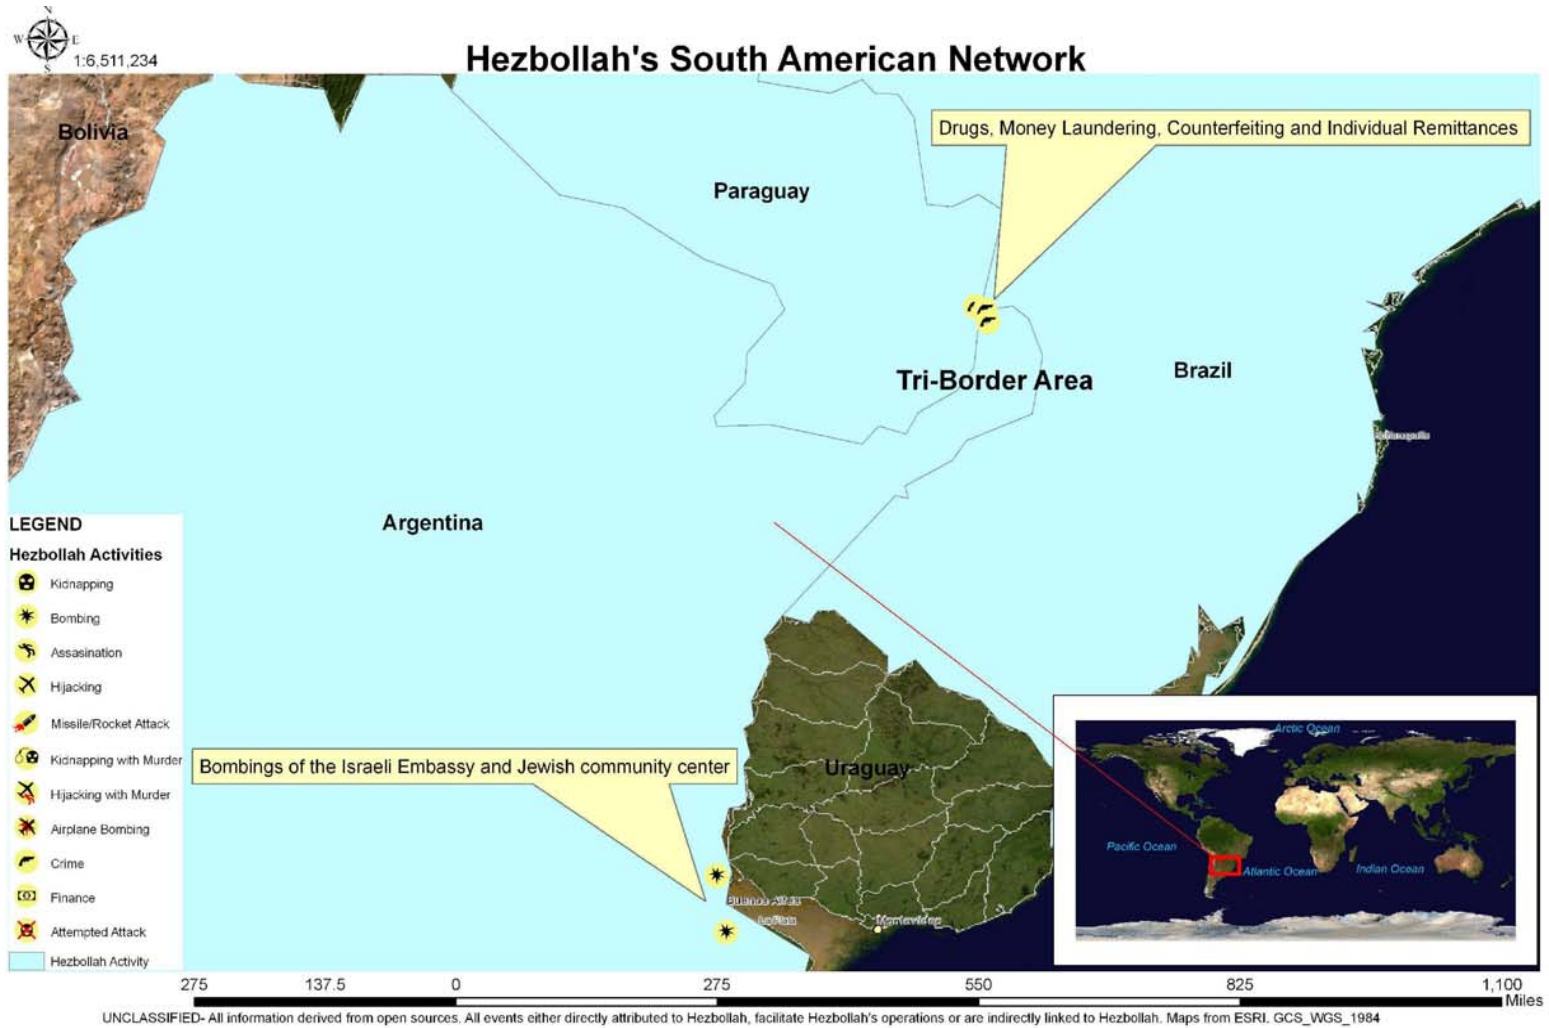 N
W E
S
1:6,511,234
Hezbollah's South American Network
Bolivia
Drugs, Money Laundering, Counterfeiting and Individual Remittances
Paraguay
Tri-Border Area
Brazil
Argentina
LEGEND
Hezbollah Activities
Kidnapping
Bombing
Assasination
Hijacking
Missile/Rocket Attack
Kidnapping with Murder
Hijacking with Murder
Airplane Bombing
Crime
Finance
Attempted Attack
Hezbollah Activity
Bombings of the Israeli Embassy and Jewish community center
Uraguay
Buenos Aires
La Plata
Montevideo
Arctic Ocean
Pacific Ocean
Atlantic Ocean
Indian Ocean
275 137.5 0 275 550 825 1,100
Miles
UNCLASSIFIED- All information derived from open sources. All events either directly attributed to Hezbollah, facilitate Hezbollah's operations or are indirectly linked to Hezbollah. Maps from ESRI. GCS_WGS_1984